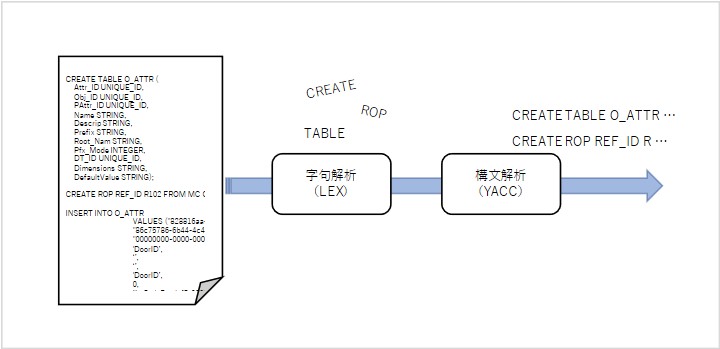 CREATE TABLE O_ATTR (
Attr_ID UNIQUE_ID,
Obj_ID UNIQUE_ID,
PAttr_ID UNIQUE_ID,
Name STRING,
Descrip STRING,
Prefix STRING,
Root_Nam STRING,
Pfx_Mode INTEGER,
DT_ID UNIQUE_ID,
Dimensions STRING,
DefaultValue STRING);
CREATE ROP REF_ID R102 FROM MC
INSERT INTO O_ATTR
VALUES ("828816aa
"86c75786-6b44-4c4
"00000000-0000-000
'DoorID',
'',
'',
'DoorID',
0,
CREATE
ROP
TABLE
字句解析
(LEX)
構文解析
(YACC)
CREATE TABLE O_ATTR …
CREATE ROP REF_ID R …